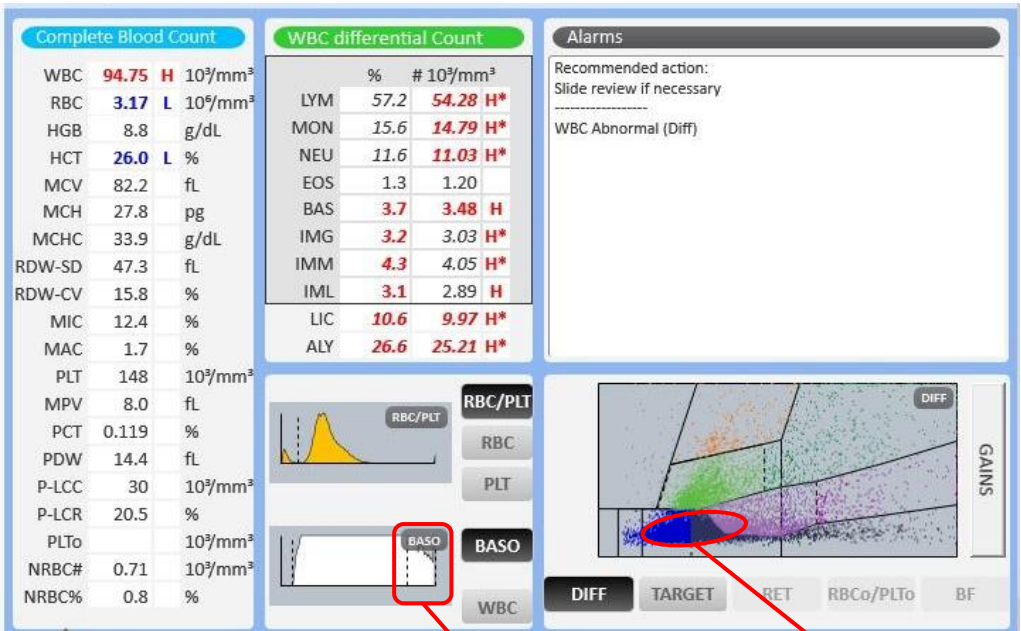 Complete Blood Count
WBC 94.75 H 10³/mm³
RBC 3.17 L 10⁶/mm³
HGB 8.8 g/dL
HCT 26.0 L %
MCV 82.2 fL
MCH 27.8 pg
MCHC 33.9 g/dL
RDW-SD 47.3 fL
RDW-CV 15.8 %
MIC 12.4 %
MAC 1.7 %
PLT 148 10³/mm³
MPV 8.0 fL
PCT 0.119 %
PDW 14.4 fL
P-LCC 30 10³/mm³
P-LCR 20.5 %
PLTo 10³/mm³
NRBC# 0.71 10³/mm³
NRBC% 0.8 %
WBC differential Count
% # 10³/mm³
LYM 57.2 54.28 H*
MON 15.6 14.79 H*
NEU 11.6 11.03 H*
EOS 1.3 1.20
BAS 3.7 3.48 H
IMG 3.2 3.03 H*
IMM 4.3 4.05 H*
IML 3.1 2.89 H
LIC 10.6 9.97 H*
ALY 26.6 25.21 H*
Alarms
Recommended action:
Slide review if necessary
-------------------
WBC Abnormal (Diff)
RBC/PLT
RBC/PLT
RBC
PLT
BASO
BASO
WBC
DIFF
GAINS
DIFF TARGET RET RBCo/PLTo BF